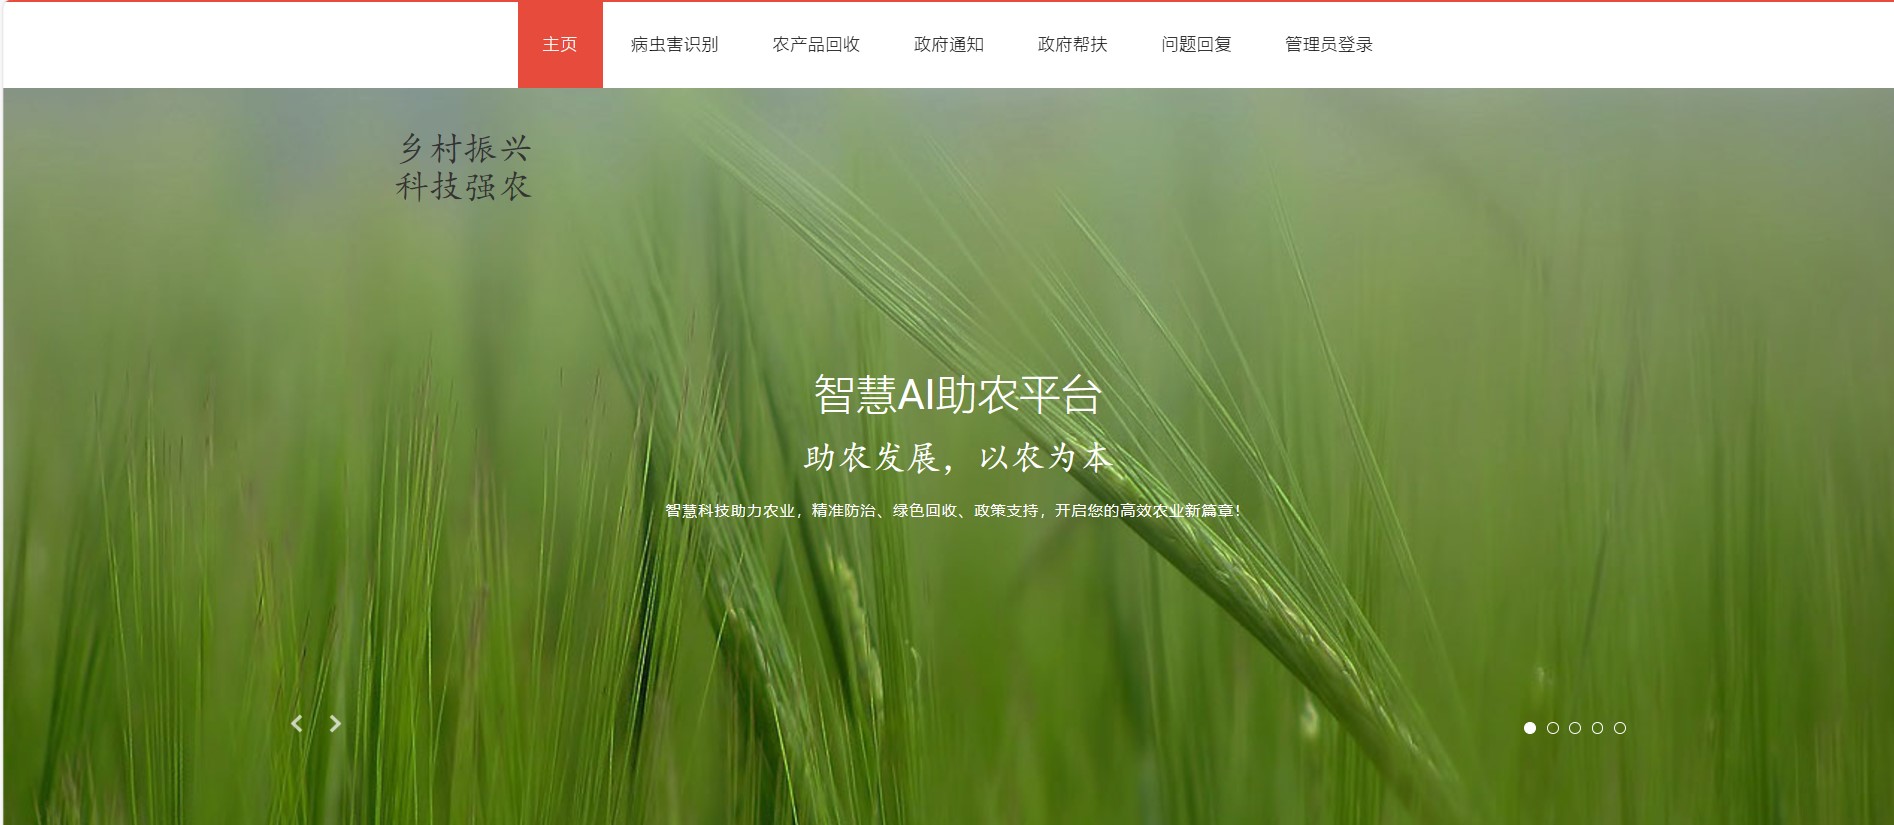 主页 病虫害识别 农产品回收 政府通知 政府帮扶 问题回复 管理员登录
乡村振兴
科技强农
智慧AI助农平台
助农发展，以农为本
智慧科技助力农业，精准防治、绿色回收、政策支持，开启您的高效农业新篇章！